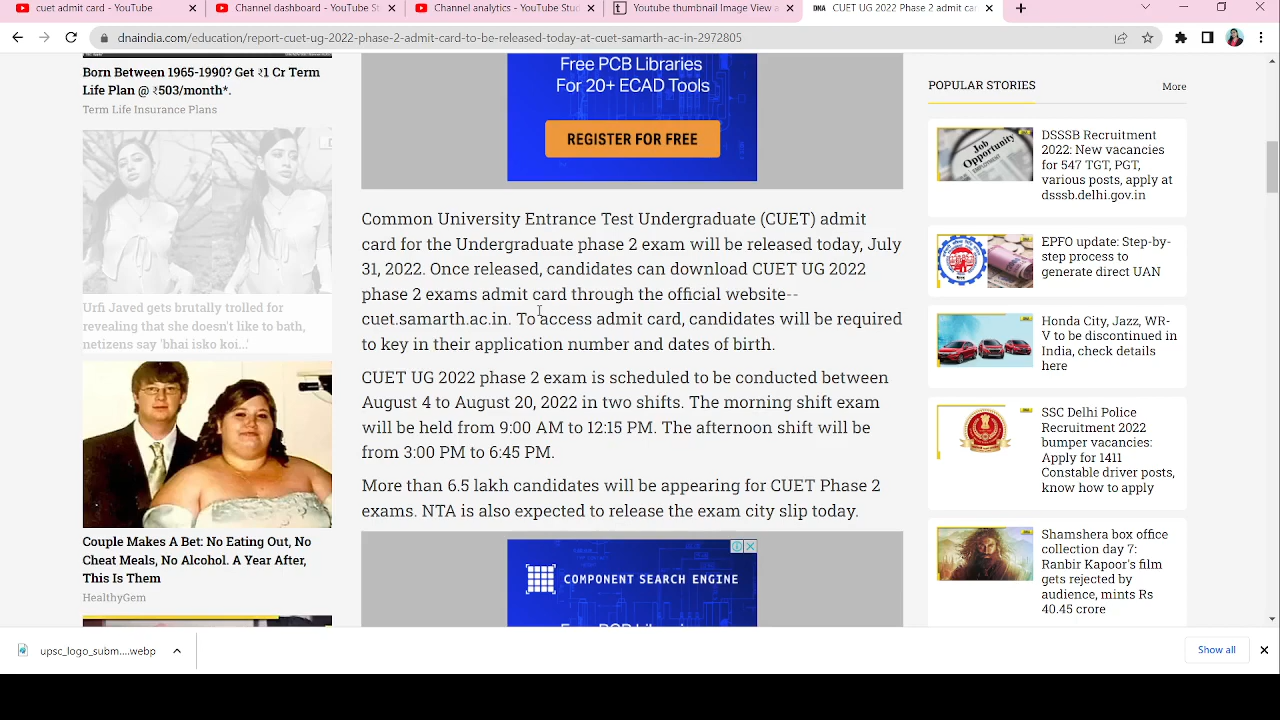 cuet admit card - YouTube
Channel dashboard - YouTube St
Channel analytics - YouTube Stud
Youtube thumbnail Image View a
DNA CUET UG 2022 Phase 2 admit car
dnaindia.com/education/report-cuet-ug-2022-phase-2-admit-card-to-be-released-today-at-cuet-samarth-ac-in-2972805
Born Between 1965-1990? Get ₹1 Cr Term
Life Plan @ ₹503/month*.
Term Life Insurance Plans
Urfi Javed gets brutally trolled for
revealing that she doesn't like to bath,
netizens say 'bhai isko koi...'
Couple Makes A Bet: No Eating Out, No
Cheat Meals, No Alcohol. A Year After,
This Is Them
HealthyGem
Free PCB Libraries
For 20+ ECAD Tools
REGISTER FOR FREE
Common University Entrance Test Undergraduate (CUET) admit
card for the Undergraduate phase 2 exam will be released today, July
31, 2022. Once released, candidates can download CUET UG 2022
phase 2 exams admit card through the official website--
cuet.samarth.ac.in. To access admit card, candidates will be required
to key in their application number and dates of birth.
CUET UG 2022 phase 2 exam is scheduled to be conducted between
August 4 to August 20, 2022 in two shifts. The morning shift exam
will be held from 9:00 AM to 12:15 PM. The afternoon shift will be
from 3:00 PM to 6:45 PM.
More than 6.5 lakh candidates will be appearing for CUET Phase 2
exams. NTA is also expected to release the exam city slip today.
COMPONENT SEARCH ENGINE
POPULAR STORIES
More
Job
Opportunity
DSSSB Recruitment
2022: New vacancies
for 547 TGT, PGT,
various posts, apply at
dsssb.delhi.gov.in
EPFO update: Step-by-
step process to
generate direct UAN
Honda City, Jazz, WR-
V to be discontinued in
India, check details
here
SSC Delhi Police
Recruitment 2022
bumper vacancies:
Apply for 1411
Constable driver posts,
know how to apply
Shamshera box office
collection day 7:
Ranbir Kapoor's film
gets rejected by
audience, mints Rs
40.45 crore
upsc_logo_subm....webp
Show all